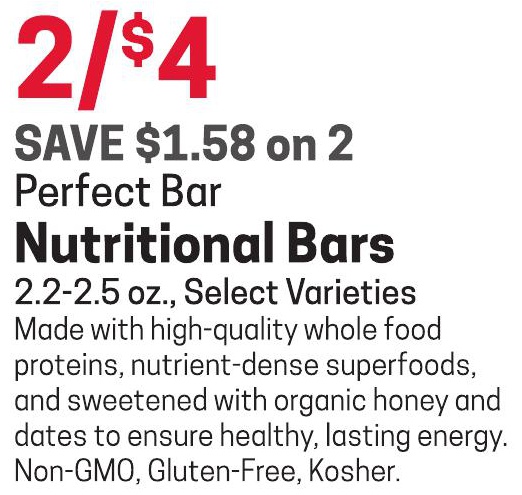 2/$4
SAVE $1.58 on 2
Perfect Bar
Nutritional Bars
2.2-2.5 oz., Select Varieties
Made with high-quality whole food
proteins, nutrient-dense superfoods,
and sweetened with organic honey and
dates to ensure healthy, lasting energy.
Non-GMO, Gluten-Free, Kosher.